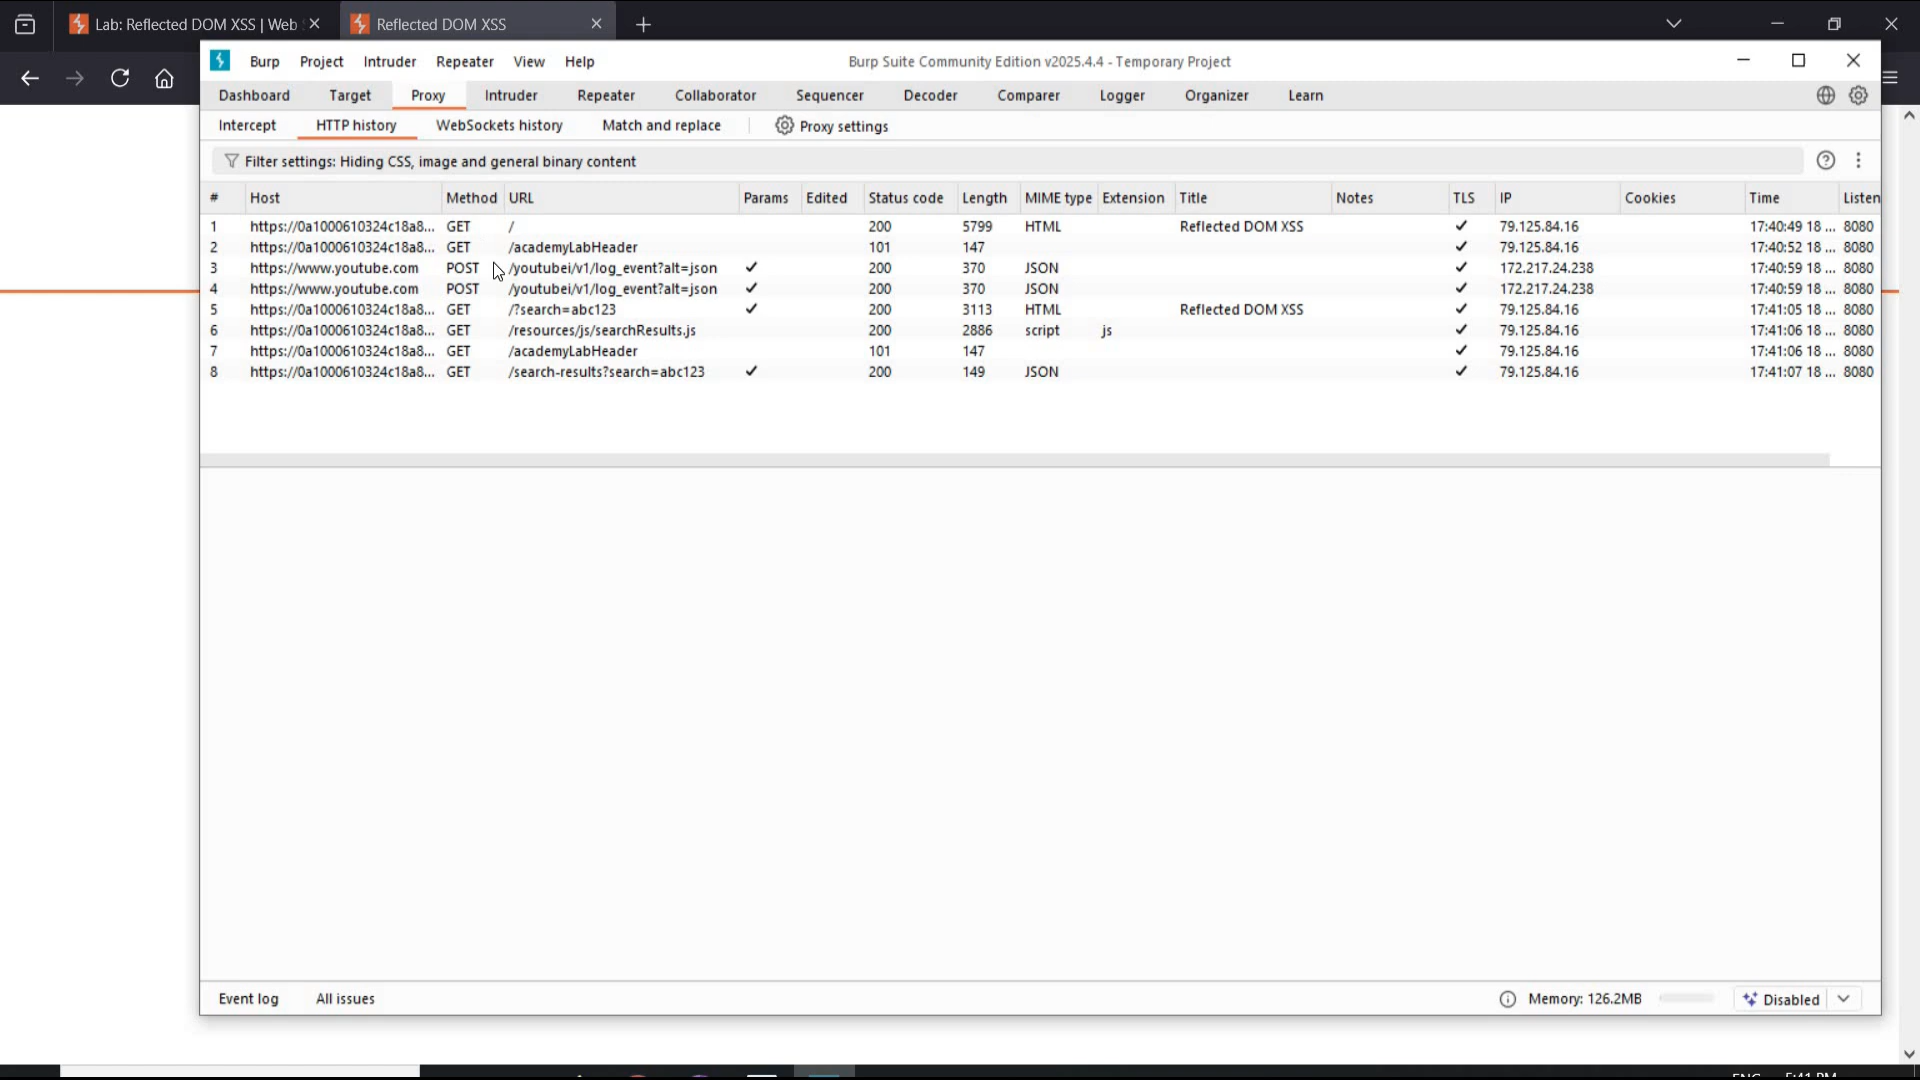 Lab: Reflected DOM XSS | Web
Reflected DOM XSS
Burp Project Intruder Repeater View Help
Burp Suite Community Edition v2025.4.4 - Temporary Project
Dashboard Target Proxy Intruder Repeater Collaborator Sequencer Decoder Comparer Logger Organizer Learn
Intercept HTTP history WebSockets history Match and replace Proxy settings
Filter settings: Hiding CSS, image and general binary content
# Host Method URL Params Edited Status code Length MIME type Extension Title Notes TLS IP Cookies Time Listen
1 https://0a1000610324c18a8... GET / 200 5799 HTML Reflected DOM XSS ✓ 79.125.84.16 17:40:49 18 ... 8080
2 https://0a1000610324c18a8... GET /academyLabHeader 101 147 ✓ 79.125.84.16 17:40:52 18 ... 8080
3 https://www.youtube.com POST /youtubei/v1/log_event?alt=json ✓ 200 370 JSON ✓ 172.217.24.238 17:40:59 18 ... 8080
4 https://www.youtube.com POST /youtubei/v1/log_event?alt=json ✓ 200 370 JSON ✓ 172.217.24.238 17:40:59 18 ... 8080
5 https://0a1000610324c18a8... GET /?search=abc123 ✓ 200 3113 HTML Reflected DOM XSS ✓ 79.125.84.16 17:41:05 18 ... 8080
6 https://0a1000610324c18a8... GET /resources/js/searchResults.js 200 2886 script js ✓ 79.125.84.16 17:41:06 18 ... 8080
7 https://0a1000610324c18a8... GET /academyLabHeader 101 147 ✓ 79.125.84.16 17:41:06 18 ... 8080
8 https://0a1000610324c18a8... GET /search-results?search=abc123 ✓ 200 149 JSON ✓ 79.125.84.16 17:41:07 18 ... 8080
Event log All issues
Memory: 126.2MB Disabled
ENG 5:41 PM